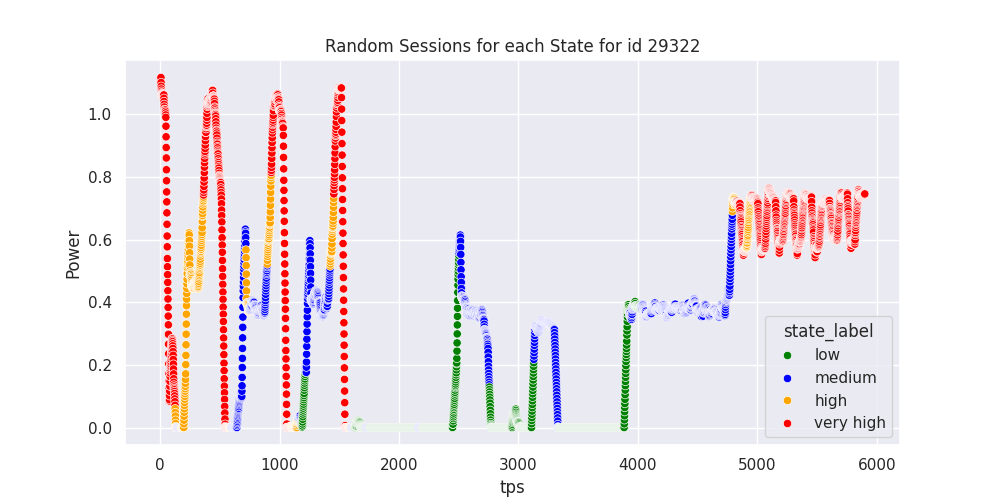 Random Sessions for each State for id 29322
Power
1.0
0.8
0.6
0.4
0.2
0.0
0
1000
2000
3000
4000
5000
6000
tps
state_label
low
medium
high
very high